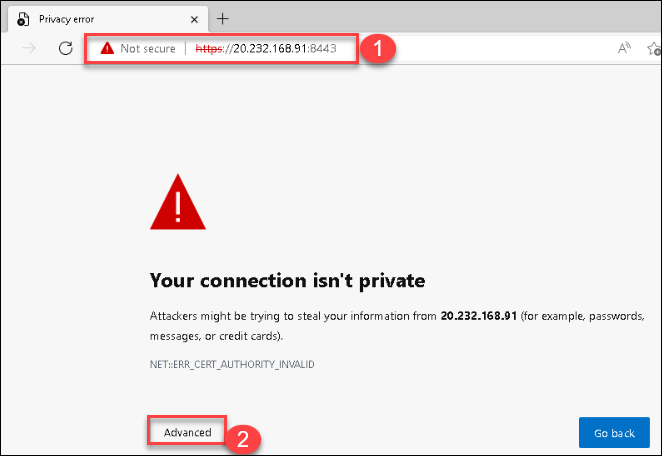 Privacy error
Not secure https://20.232.168.91:8443 1
A
!
Your connection isn't private
Attackers might be trying to steal your information from 20.232.168.91 (for example, passwords,
messages, or credit cards).
NET::ERR_CERT_AUTHORITY_INVALID
Advanced 2 Go back